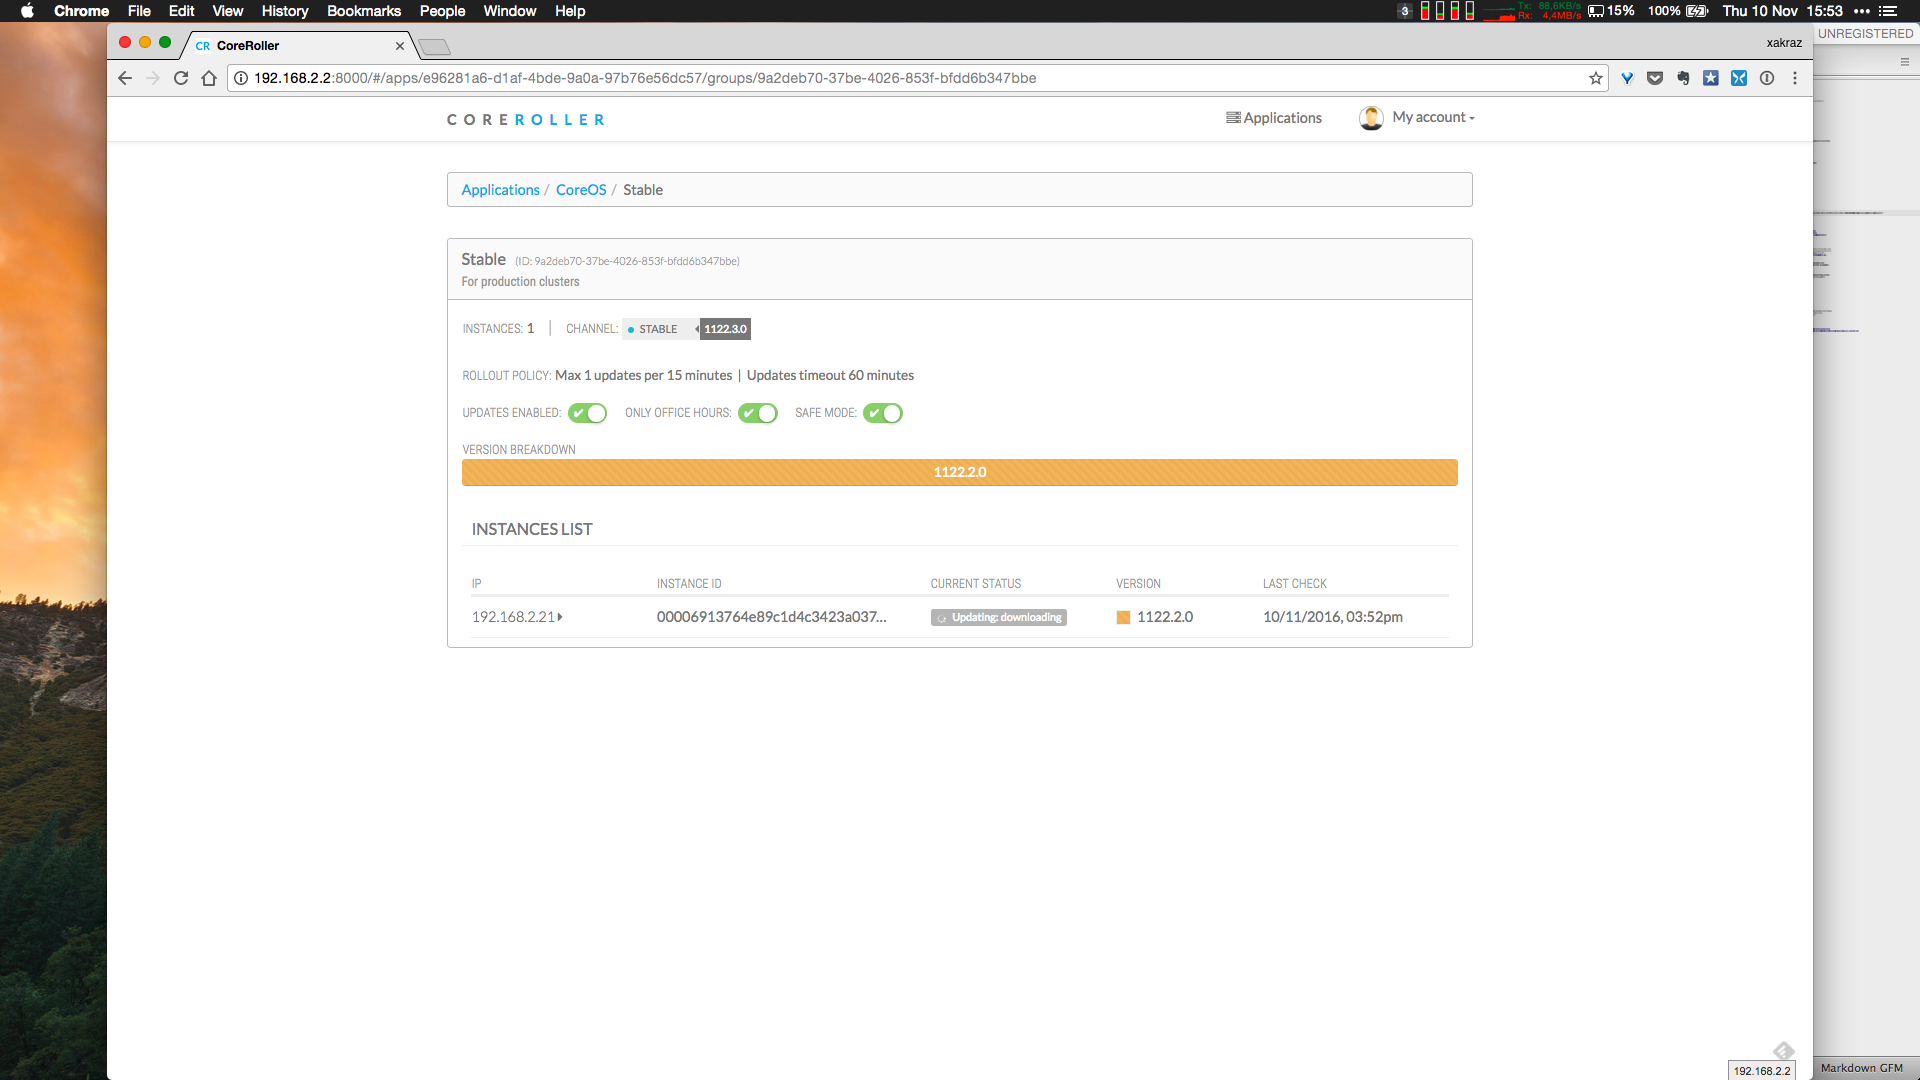 Chrome File Edit View History Bookmarks People Window Help 3 Tx: 88,6KB/s Rx: 4,4MB/s 15% 100% Thu 10 Nov 15:53
UNREGISTERED
CR CoreRoller xakraz
192.168.2.2:8000/#/apps/e96281a6-d1af-4bde-9a0a-97b76e56dc57/groups/9a2deb70-37be-4026-853f-bfdd6b347bbe
COREROLLER Applications My account
Applications / CoreOS / Stable
Stable (ID: 9a2deb70-37be-4026-853f-bfdd6b347bbe)
For production clusters
INSTANCES: 1 | CHANNEL: STABLE 1122.3.0
ROLLOUT POLICY: Max 1 updates per 15 minutes | Updates timeout 60 minutes
UPDATES ENABLED: ONLY OFFICE HOURS: SAFE MODE:
VERSION BREAKDOWN
1122.2.0
INSTANCES LIST
IP INSTANCE ID CURRENT STATUS VERSION LAST CHECK
192.168.2.21 00006913764e89c1d4c3423a037... Updating: downloading 1122.2.0 10/11/2016, 03:52pm
192.168.2.2 Markdown GFM